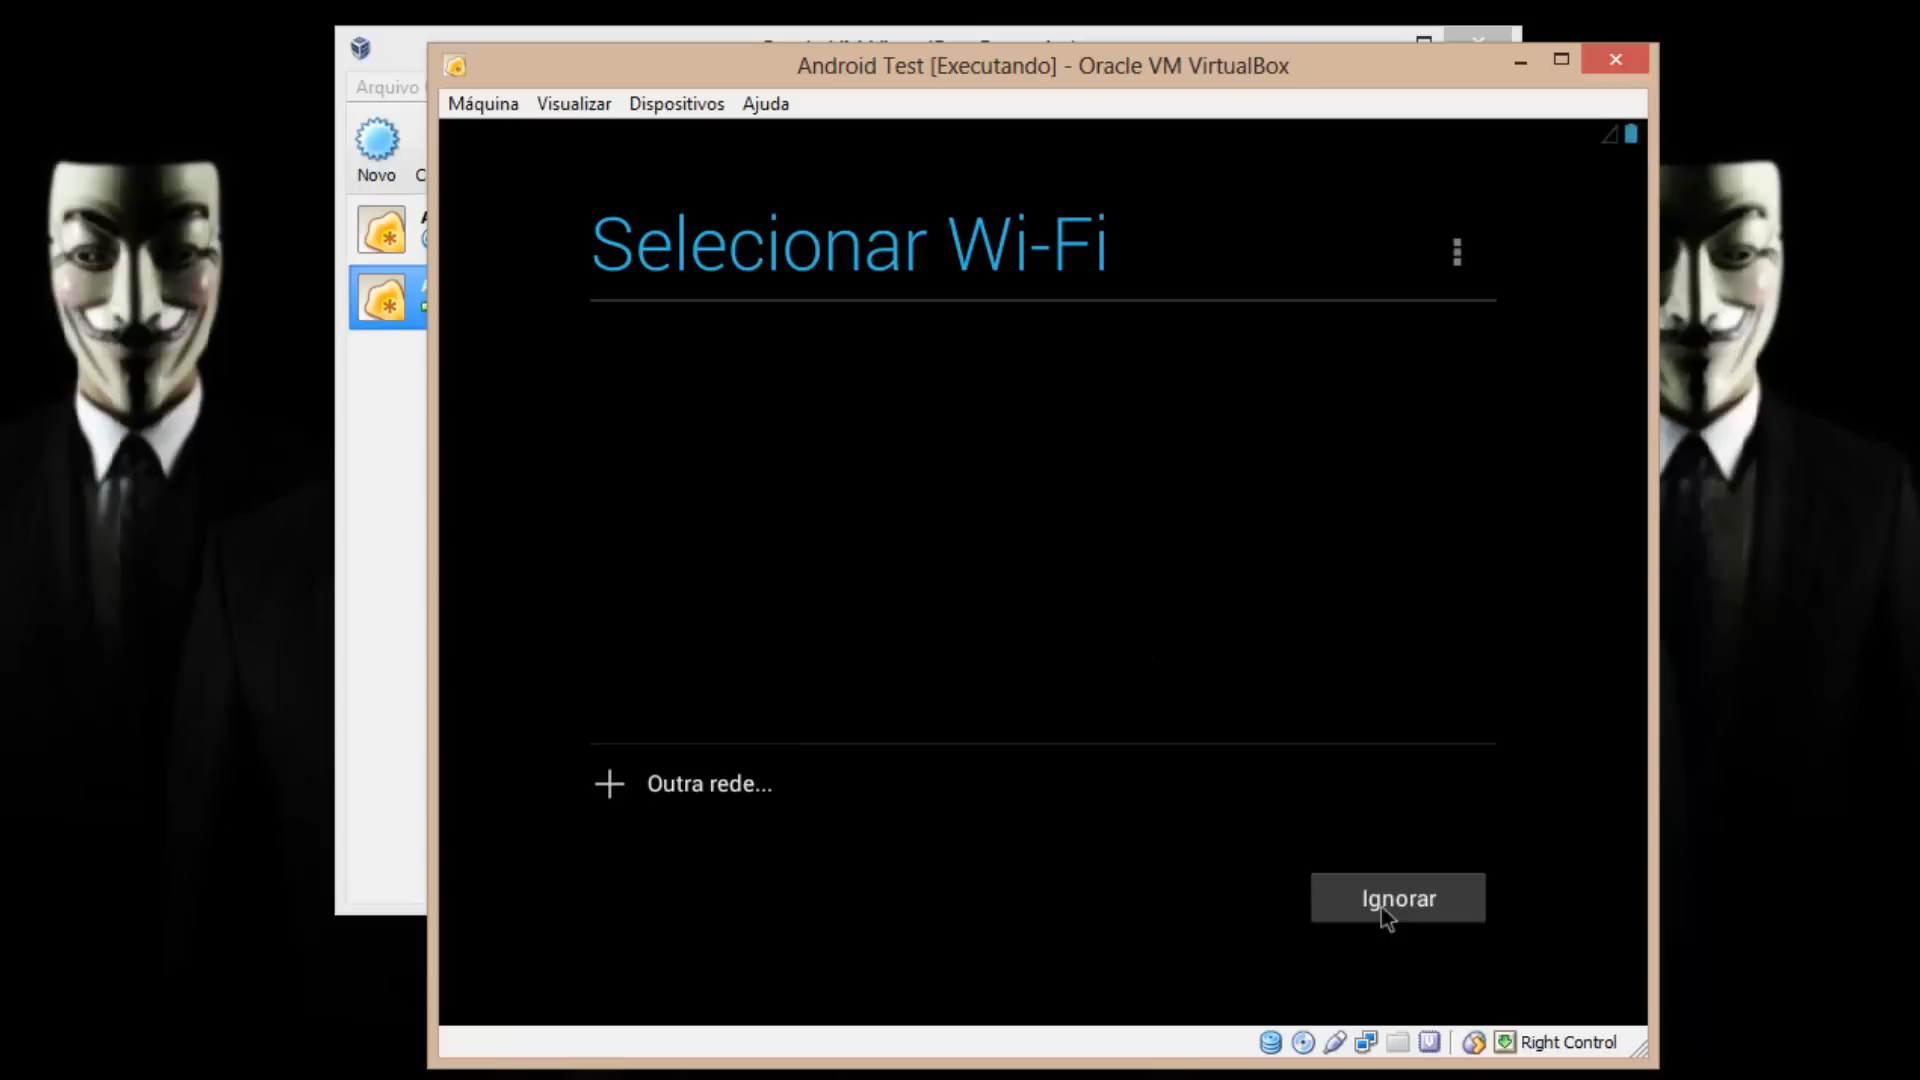 Android Test [Executando] - Oracle VM VirtualBox
Arquivo
Máquina Visualizar Dispositivos Ajuda
Novo
Selecionar Wi-Fi
Outra rede...
Ignorar
Right Control